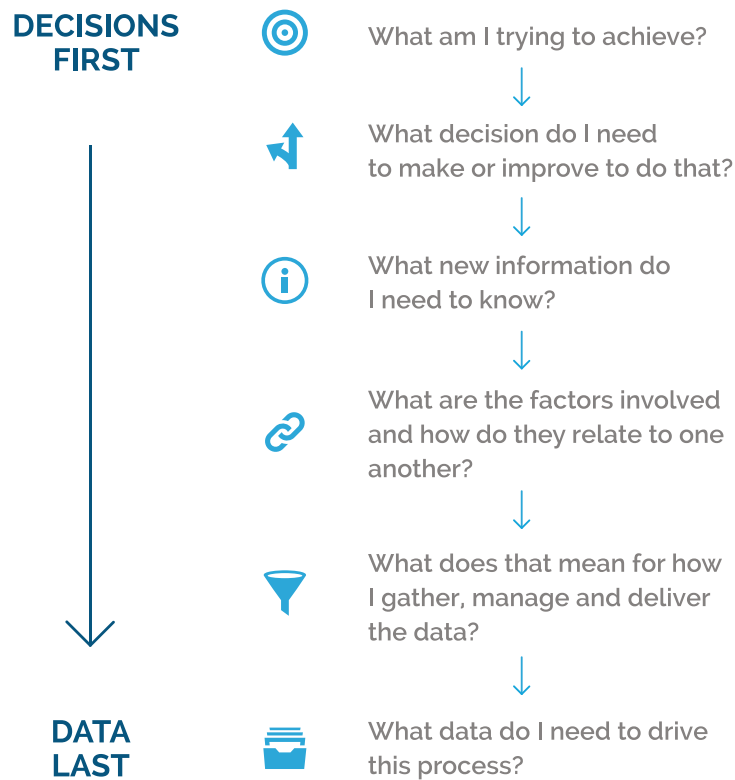 DECISIONS
FIRST
What am I trying to achieve?
What decision do I need
to make or improve to do that?
What new information do
I need to know?
What are the factors involved
and how do they relate to one
another?
What does that mean for how
I gather, manage and deliver
the data?
DATA
LAST
What data do I need to drive
this process?